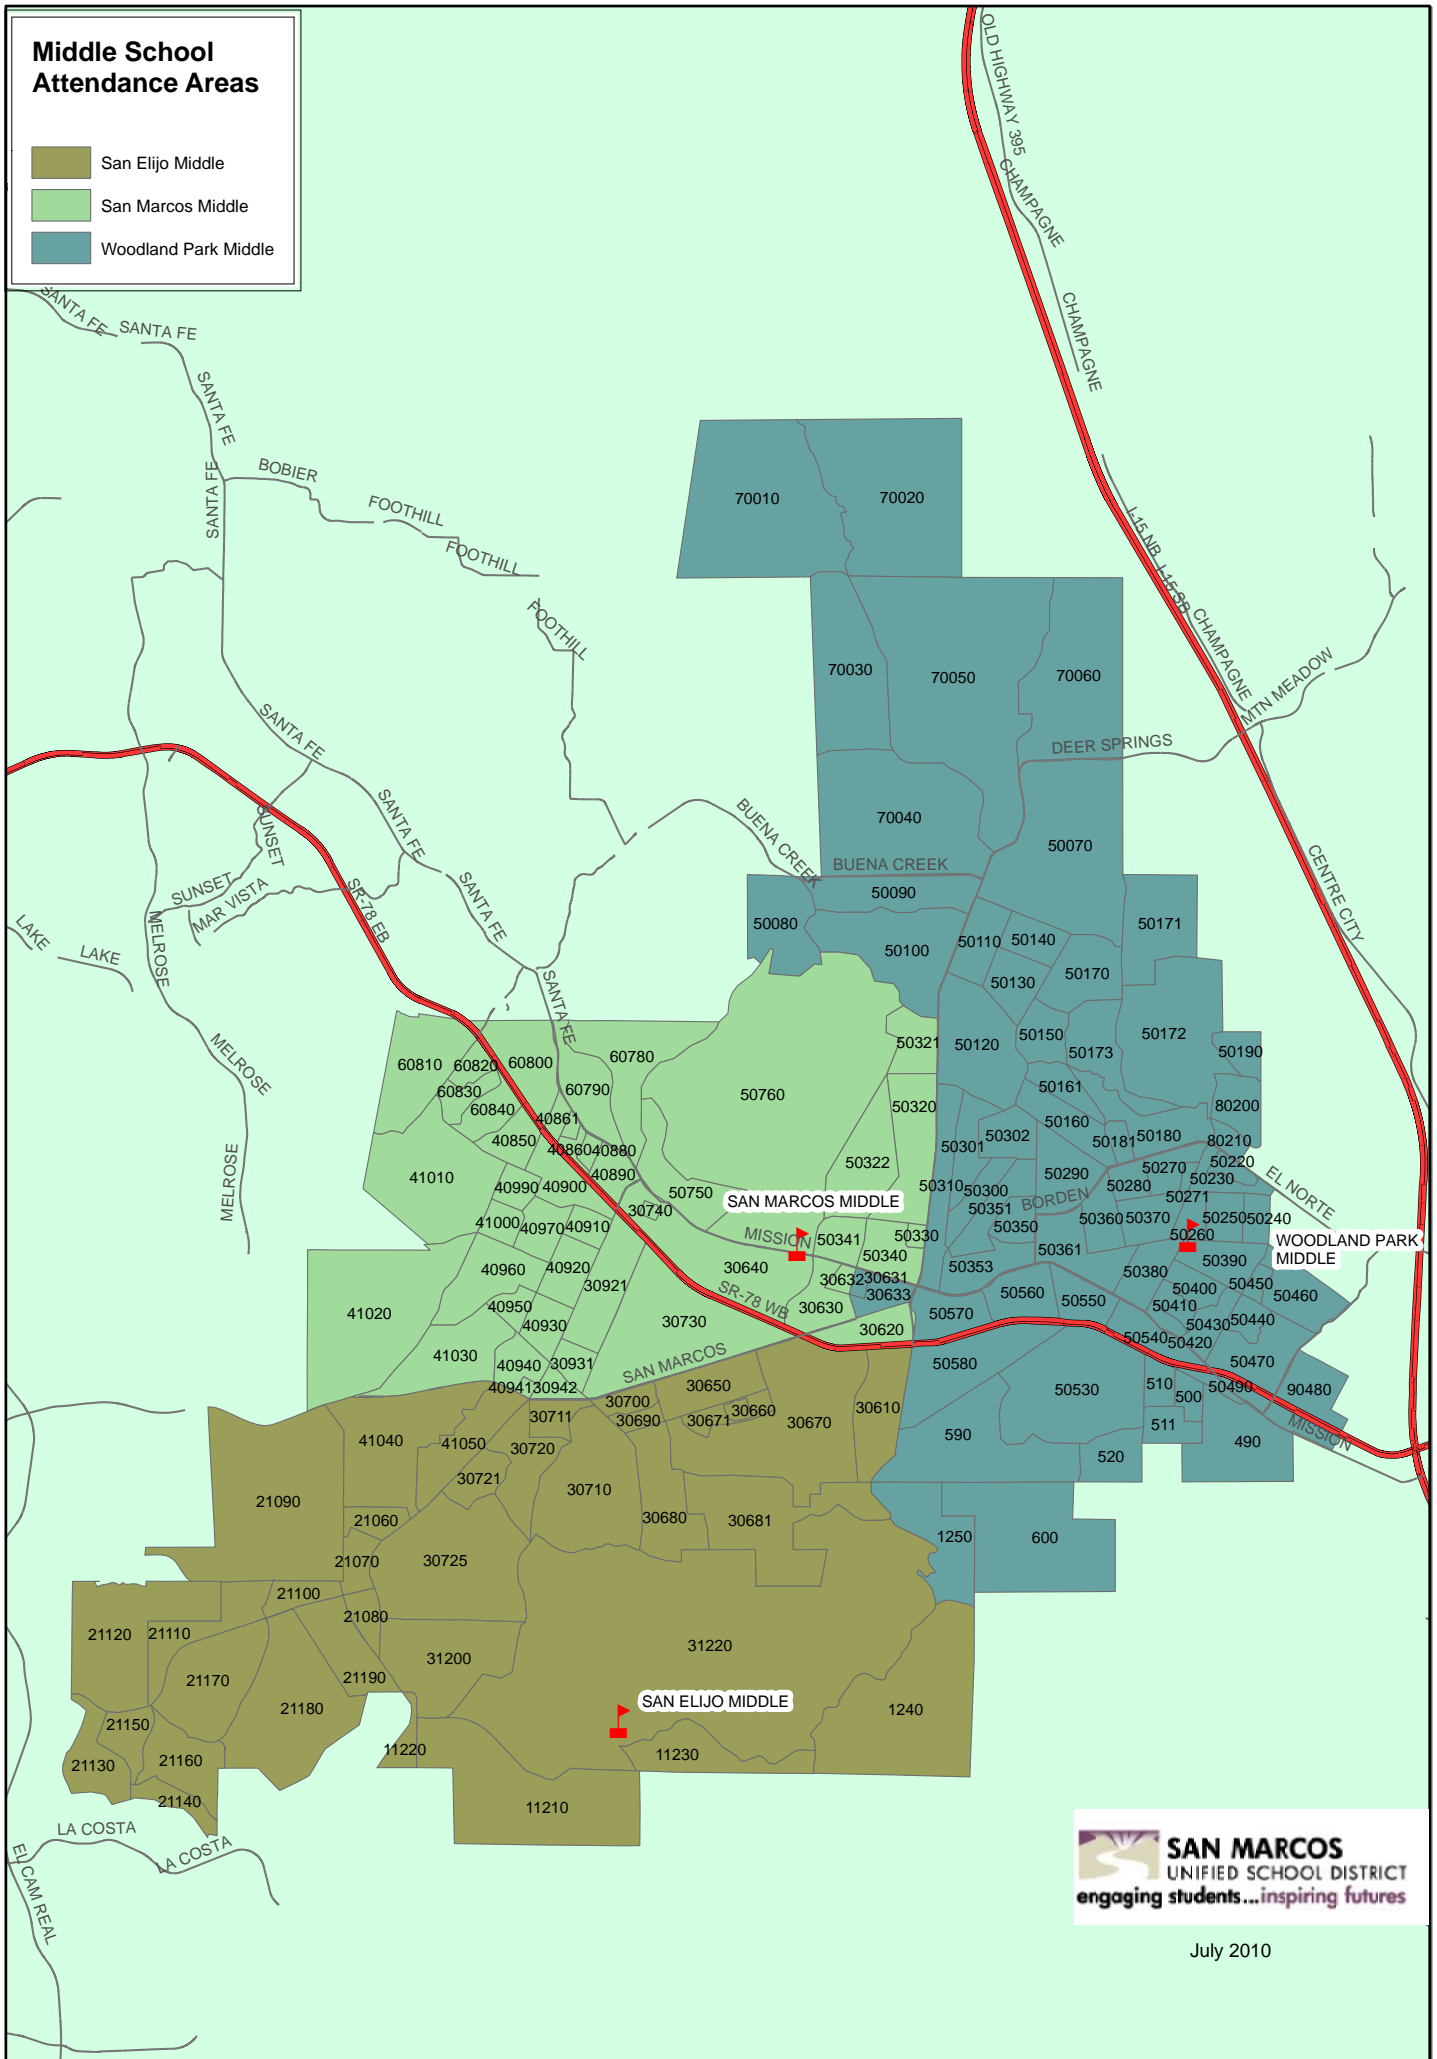 Middle School
Attendance Areas
San Elijo Middle
San Marcos Middle
Woodland Park Middle
OLD HIGHWAY 395
CHAMPAGNE
CHAMPAGNE
SANTA FE
SANTA FE
SANTA FE
SANTA FE
BOBIER
FOOTHILL
FOOTHILL
FOOTHILL
70010
70020
I-15 NB
I-15 SB
CHAMPAGNE
MTN MEADOW
70030
70050
70060
SANTA FE
DEER SPRINGS
SANTA FE
BUENA CREEK
70040
50070
SUNSET
SUNSET
MAR VISTA
SR-78 EB
SANTA FE
BUENA CREEK
CENTRE CITY
50090
50080
50171
LAKE
LAKE
MELROSE
50100
50110
50140
50130
50170
SANTA FE
50172
MELROSE
60810
60820
60800
60780
50321
50120
50150
50173
50190
60830
60790
50760
50161
60840
50320
80200
40861
50160
40850
40860
40880
50301
50302
50181
50180
80210
MELROSE
41010
40890
50322
50290
50270
50220
40990
40900
50750
50310
50300
50280
50230
EL NORTE
SAN MARCOS MIDDLE
BORDEN
50271
41000
40970
40910
30740
50351
50350
50360
50370
50250
50240
MISSION
50341
50330
50260
WOODLAND PARK
MIDDLE
50340
50361
40960
40920
30921
30640
30632
30631
50353
50380
50390
30633
50400
50450
50460
41020
40950
SR-78 WB
30630
50570
50560
50550
50410
40930
30730
30620
50430
50440
50540
50420
41030
40940
30931
SAN MARCOS
50580
50470
40941
30942
30650
50530
510
500
50490
90480
30700
30660
30711
30690
30671
30670
30610
590
511
490
MISSION
41040
41050
30720
520
30721
30710
21090
21060
30680
30681
1250
600
21070
30725
21100
21080
21120
21110
31220
31200
21170
21190
21180
SAN ELIJO MIDDLE
1240
21150
11220
11230
21130
21160
21140
11210
LA COSTA
LA COSTA
EL CAM REAL
SAN MARCOS
UNIFIED SCHOOL DISTRICT
engaging students...inspiring futures
July 2010